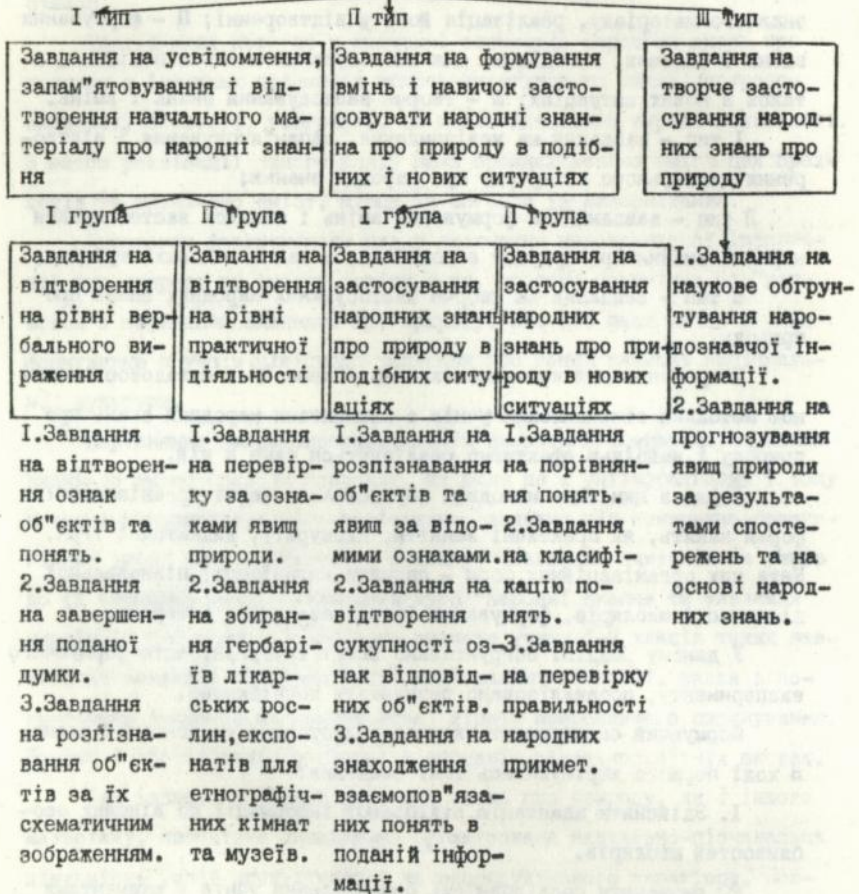 I тип
II тип
III тип
Завдання на усвідомлення,
запам"ятовування і від-
творення навчального ма-
теріалу про народні знан-
ня
Завдання на формування
вмінь і навичок засто-
совувати народні знан-
на про природу в подіб-
них і нових ситуаціях
Завдання на
творче засто-
сування народ-
них знань про
природу
I група
II група
I група
II група
Завдання на
відтворення
на рівні вер-
бального ви-
раження
Завдання на
відтворення
на рівні
практичної
діяльності
Завдання на
застосування
народних знань
про природу в
подібних ситу-
аціях
Завдання на
застосування
народних
знань про при-
роду в нових
ситуаціях
I.Завдання на
наукове обгрун-
тування наро-
дознавчої ін-
формації.
2.Завдання на
прогнозування
явищ природи
за результа-
тами спосте-
режень та на
основі народ-
них знань.
I.Завдання
на відтворен-
ня ознак
об"єктів та
понять.
2.Завдання
на завершен-
ня поданої
думки.
3.Завдання
на розпізна-
вання об"єк-
тів за їх
схематичним
зображенням.
I.Завдання
на перевір-
ку за озна-
ками явищ
природи.
2.Завдання
на збиран-
ня гербарі-
їв лікар-
ських рос-
лин,експо-
натів для
етнографіч-
них кімнат
та музеїв.
I.Завдання на
розпізнавання
об"єктів та
явищ за відо-
мими ознаками.
2.Завдання на
відтворення
сукупності оз-
нак відповід-
них об"єктів.
3.Завдання на
знаходження
взаємопов"яза-
них понять в
поданій інфор-
мації.
I.Завдання
на порівнян-
ня понять.
2.Завдання
на класифі-
кацію по-
нять.
3.Завдання
на перевірку
правильності
народних
прикмет.